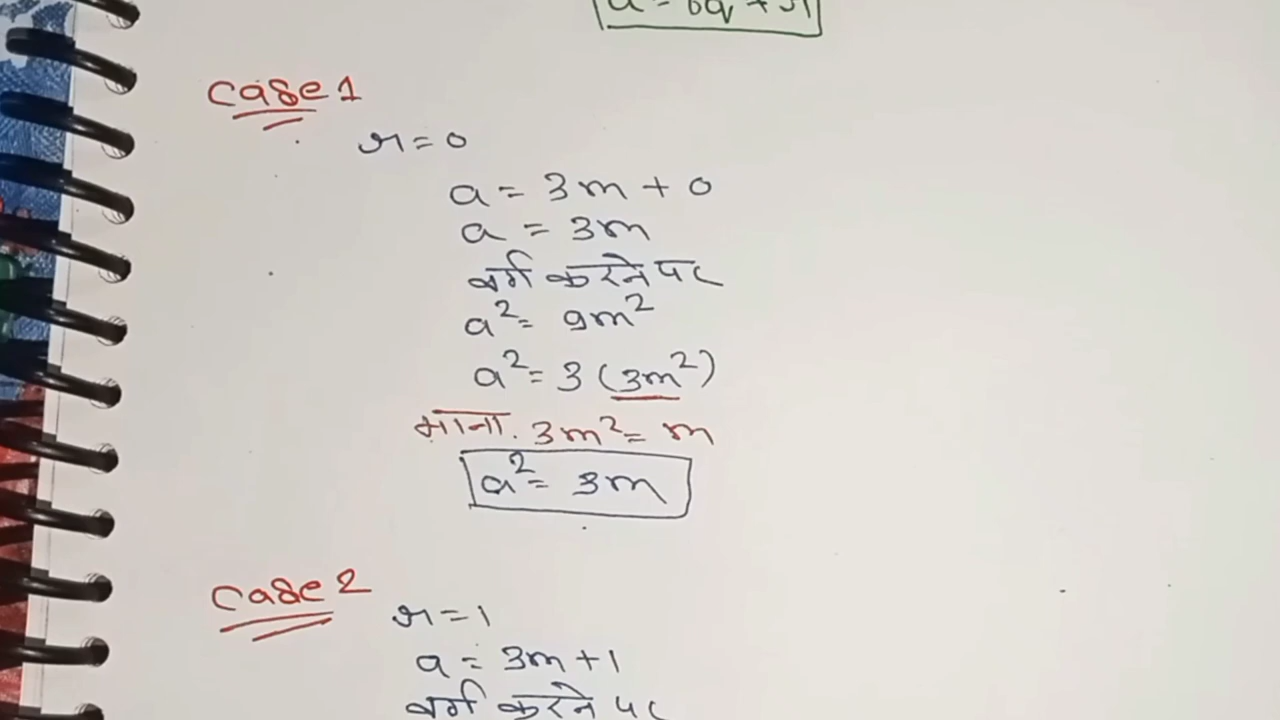 a = bq + r
Case 1
r = 0
a = 3m + 0
a = 3m
वर्ग करने पर
a² = 9m²
a² = 3 (3m²)
माना. 3m² = m
a² = 3m
Case 2
r = 1
a = 3m + 1
वर्ग करने पर